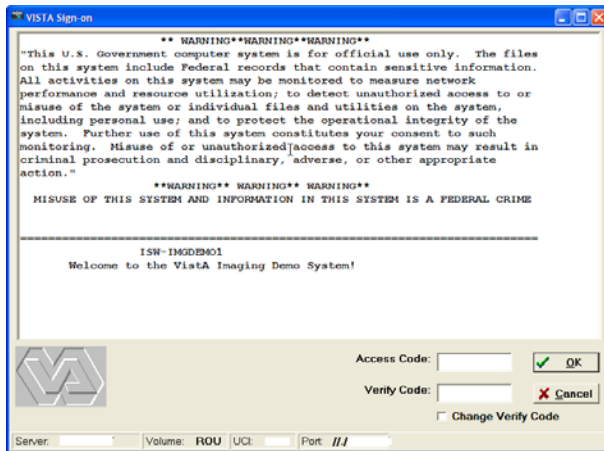 VISTA Sign-on
** WARNING**WARNING**WARNING**
"This U.S. Government computer system is for official use only. The files
on this system include Federal records that contain sensitive information.
All activities on this system may be monitored to measure network
performance and resource utilization; to detect unauthorized access to or
misuse of the system or individual files and utilities on the system,
including personal use; and to protect the operational integrity of the
system. Further use of this system constitutes your consent to such
monitoring. Misuse of or unauthorized access to this system may result in
criminal prosecution and disciplinary, adverse, or other appropriate
action."
**WARNING** WARNING** WARNING**
MISUSE OF THIS SYSTEM AND INFORMATION IN THIS SYSTEM IS A FEDERAL CRIME
================================================================
ISW-IMGDEMO1
Welcome to the VistA Imaging Demo System!
VA
Access Code:
OK
Verify Code:
Cancel
Change Verify Code
Server: Volume: ROU UCI: Port: